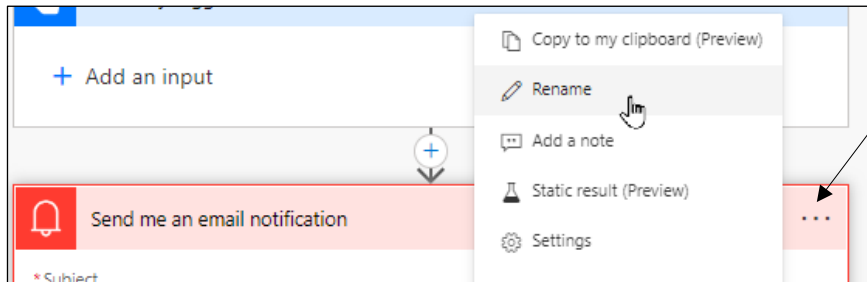 Copy to my clipboard (Preview)
+ Add an input
Rename
Add a note
Static result (Preview)
Send me an email notification
...
Settings
* Subject